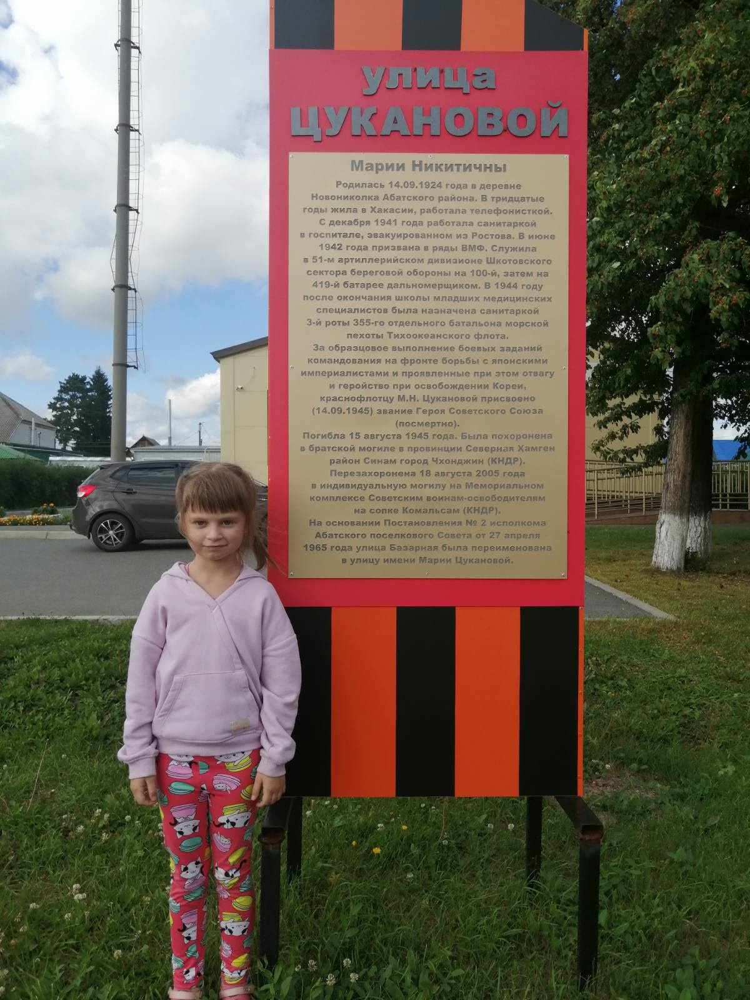 улица
ЦУКАНОВОЙ
Марии Никитичны
Родилась 14.09.1924 года в деревне
Новониколка Абатского района. В тридцатые
годы жила в Хакасии, работала телефонисткой.
С декабря 1941 года работала санитаркой
в госпитале, эвакуированном из Ростова. В июне
1942 года призвана в ряды ВМФ. Служила
в 51-м артиллерийском дивизионе Шкотовского
сектора береговой обороны на 100-й, затем на
419-й батарее дальномерщиком. В 1944 году
после окончания школы младших медицинских
специалистов была назначена санитаркой
3-й роты 355-го отдельного батальона морской
пехоты Тихоокеанского флота.
За образцовое выполнение боевых заданий
командования на фронте борьбы с японскими
империалистами и проявленные при этом отвагу
и геройство при освобождении Кореи,
краснофлотцу М.Н. Цукановой присвоено
(14.09.1945) звание Героя Советского Союза
(посмертно).
Погибла 15 августа 1945 года. Была похоронена
в братской могиле в провинции Северная Хамген
район Синам город Чхонджин (КНДР).
Перезахоронена 18 августа 2005 года
в индивидуальную могилу на Мемориальном
комплексе Советским воинам-освободителям
на сопке Комальсам (КНДР).
На основании Постановления № 2 исполкома
Абатского поселкового Совета от 27 апреля
1965 года улица Базарная была переименована
в улицу имени Марии Цукановой.